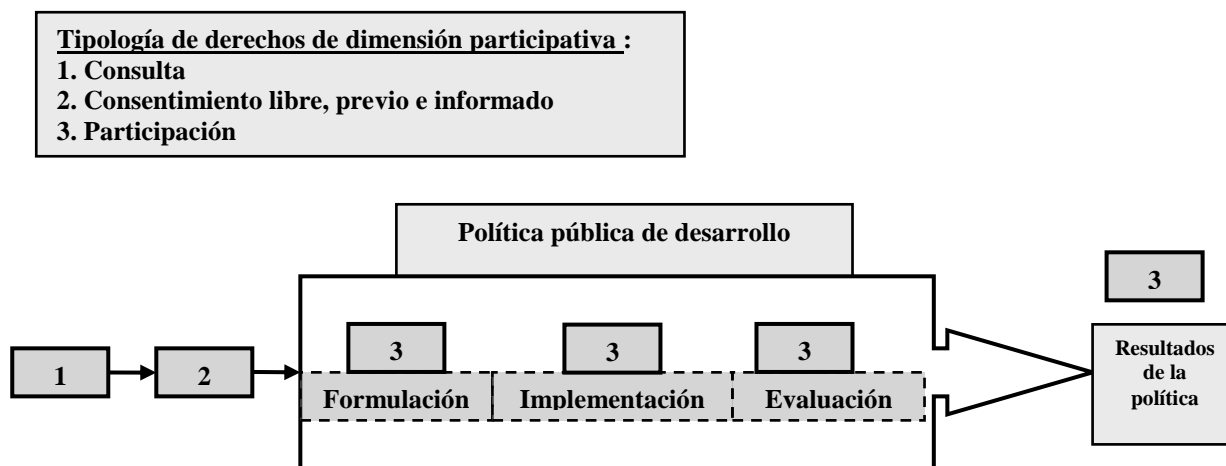 Tipología de derechos de dimensión participativa :
1. Consulta
2. Consentimiento libre, previo e informado
3. Participación
Política pública de desarrollo
3
3
3
3
1
2
Formulación
Implementación
Evaluación
Resultados
de la
política